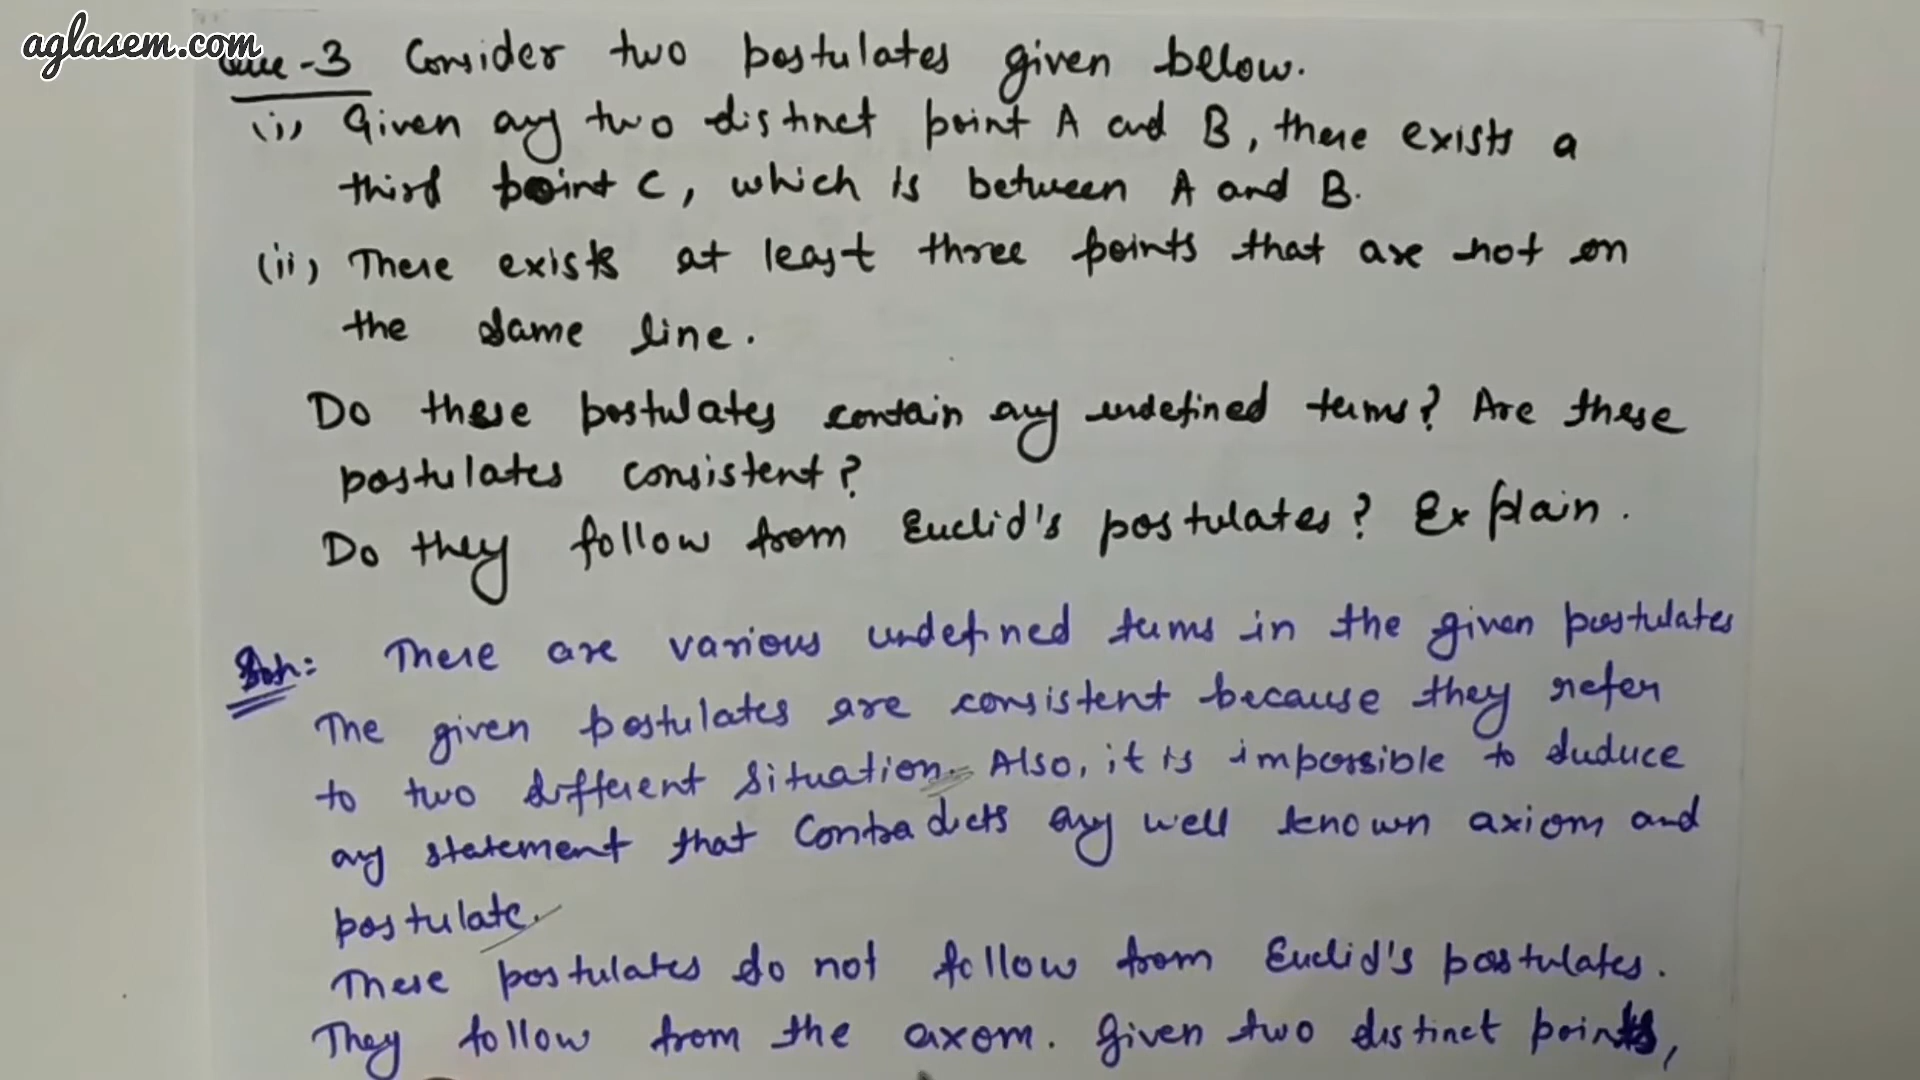 aglasem.com
Que-3 Consider two postulates given below.
(i) Given any two distinct point A and B, there exists a
third point C, which is between A and B.
(ii) There exists at least three points that are not on
the same line.
Do these postulates contain any undefined terms? Are these
postulates consistent?
Do they follow from Euclid's postulates? Explain.
Soln: There are various undefined terms in the given postulates
The given postulates are consistent because they refer
to two different situation. Also, it is impossible to duduce
any statement that Contradicts any well known axiom and
postulate.
These postulates do not follow from Euclid's postulates.
They follow from the axom. Given two distinct points,